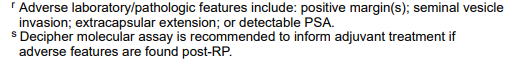 r Adverse laboratory/pathologic features include: positive margin(s); seminal vesicle
invasion; extracapsular extension; or detectable PSA.
s Decipher molecular assay is recommended to inform adjuvant treatment if
adverse features are found post-RP.